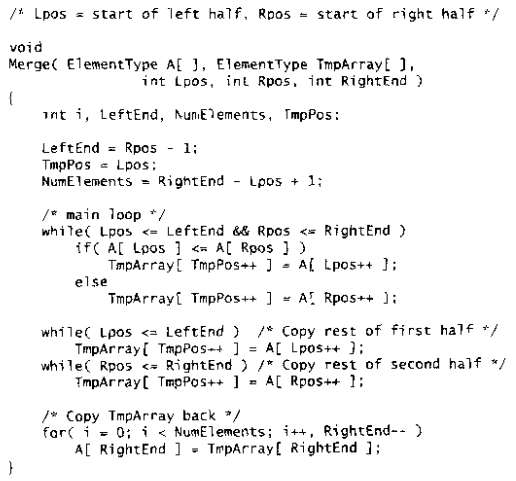 /* Lpos = start of left half, Rpos = start of right half */
void
Merge( ElementType A[ ], ElementType TmpArray[ ],
int Lpos, int Rpos, int RightEnd )
{
int i, LeftEnd, NumElements, TmpPos;
LeftEnd = Rpos - 1;
TmpPos = Lpos;
NumElements = RightEnd - Lpos + 1;
/* main loop */
while( Lpos <= LeftEnd && Rpos <= RightEnd )
if( A[ Lpos ] <= A[ Rpos ] )
TmpArray[ TmpPos++ ] = A[ Lpos++ ];
else
TmpArray[ TmpPos++ ] = A[ Rpos++ ];
while( Lpos <= LeftEnd ) /* Copy rest of first half */
TmpArray[ TmpPos++ ] = A[ Lpos++ ];
while( Rpos <= RightEnd ) /* Copy rest of second half */
TmpArray[ TmpPos++ ] = A[ Rpos++ ];
/* Copy TmpArray back */
for( i = 0; i < NumElements; i++, RightEnd-- )
A[ RightEnd ] = TmpArray[ RightEnd ];
}